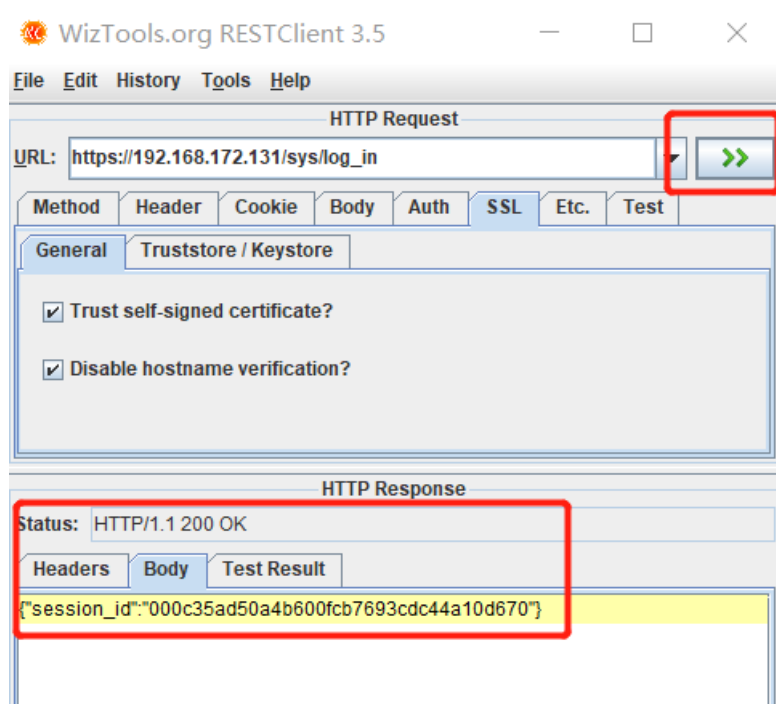 WizTools.org RESTClient 3.5
File Edit History Tools Help
HTTP Request
URL: https://192.168.172.131/sys/log_in
Method Header Cookie Body Auth SSL Etc. Test
General Truststore / Keystore
Trust self-signed certificate?
Disable hostname verification?
HTTP Response
Status: HTTP/1.1 200 OK
Headers Body Test Result
{"session_id":"000c35ad50a4b600fcb7693cdc44a10d670"}